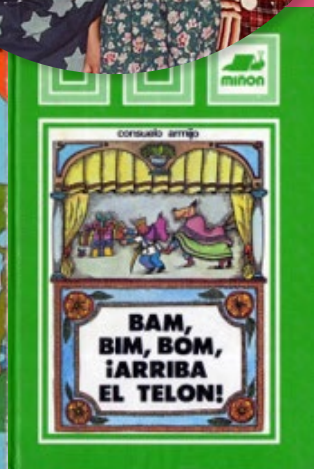 miñon
consuelo armijo
BAM,
BIM, BOM,
¡ARRIBA
EL TELON!